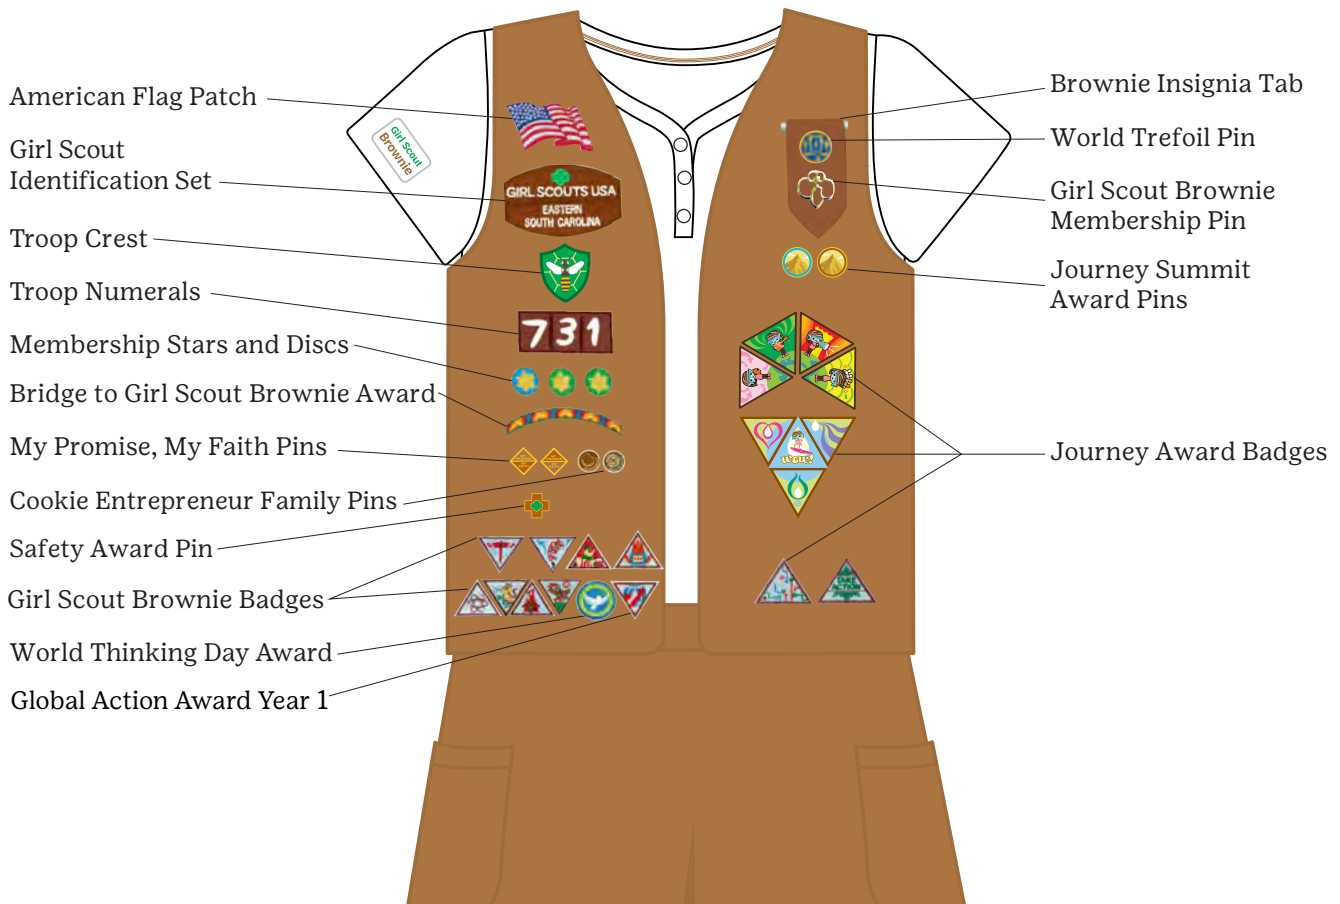 American Flag Patch
Girl Scout
Identification Set
Troop Crest
Troop Numerals
Membership Stars and Discs
Bridge to Girl Scout Brownie Award
My Promise, My Faith Pins
Cookie Entrepreneur Family Pins
Safety Award Pin
Girl Scout Brownie Badges
World Thinking Day Award
Global Action Award Year 1
Girl Scout
Brownie
GIRL SCOUTS USA
EASTERN
SOUTH CAROLINA
731
Brownie Insignia Tab
World Trefoil Pin
Girl Scout Brownie
Membership Pin
Journey Summit
Award Pins
Journey Award Badges
TAKE
ACTION